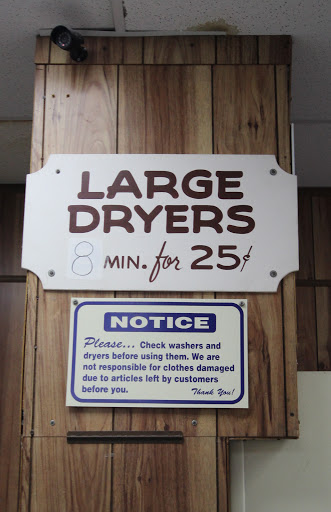 LARGE
DRYERS
8 MIN. for 25¢
NOTICE
Please... Check washers and
dryers before using them. We are
not responsible for clothes damaged
due to articles left by customers
before you. Thank You!